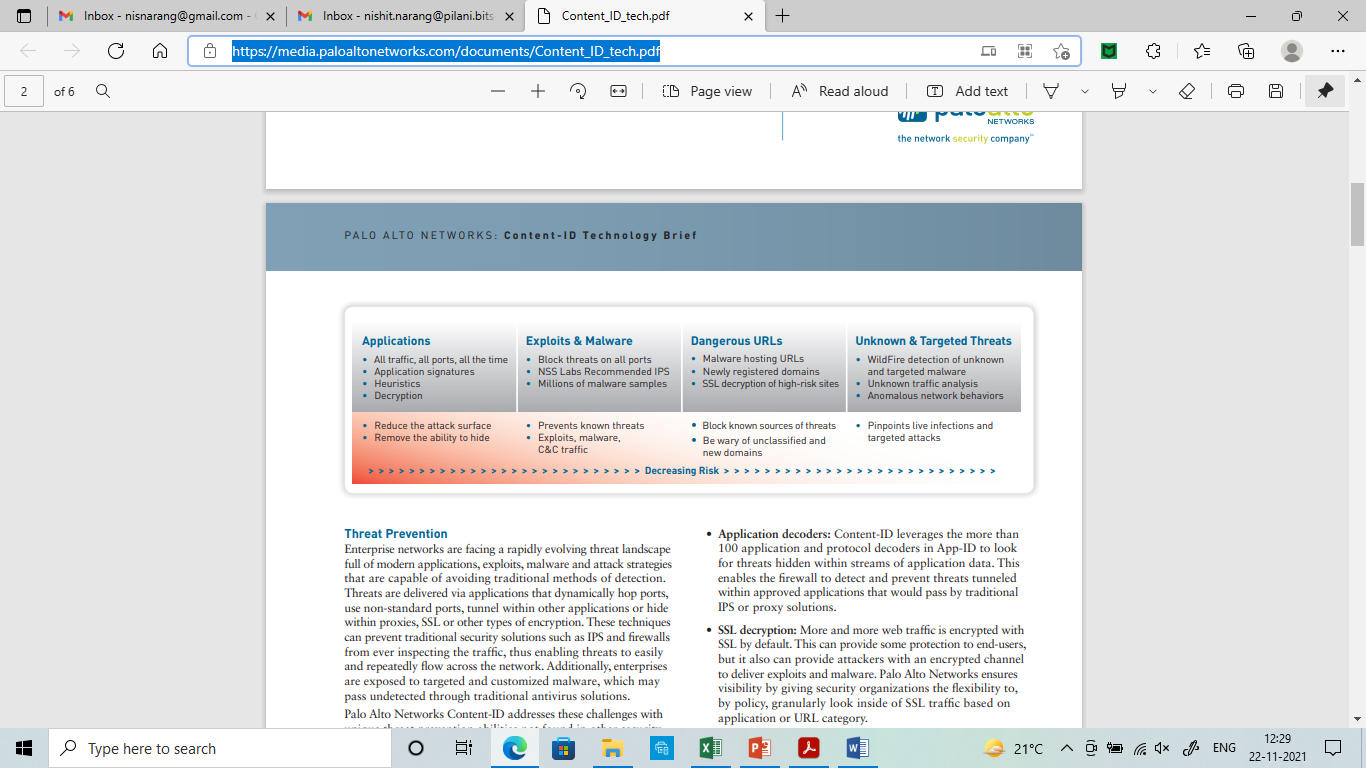 Inbox - nisnarang@gmail.com -
Inbox - nishit.narang@pilani.bits
Content_ID_tech.pdf
https://media.paloaltonetworks.com/documents/Content_ID_tech.pdf
2 of 6
Page view
Read aloud
Add text
NETWORKS
the network security company™
PALO ALTO NETWORKS: Content-ID Technology Brief
Applications
• All traffic, all ports, all the time
• Application signatures
• Heuristics
• Decryption
• Reduce the attack surface
• Remove the ability to hide
Exploits & Malware
• Block threats on all ports
• NSS Labs Recommended IPS
• Millions of malware samples
• Prevents known threats
• Exploits, malware,
C&C traffic
Dangerous URLs
• Malware hosting URLs
• Newly registered domains
• SSL decryption of high-risk sites
• Block known sources of threats
• Be wary of unclassified and
new domains
Unknown & Targeted Threats
• WildFire detection of unknown
and targeted malware
• Unknown traffic analysis
• Anomalous network behaviors
• Pinpoints live infections and
targeted attacks
> > > > > > > > > > > > > > > > > > > > > > > > > > > Decreasing Risk > > > > > > > > > > > > > > > > > > > > > > > > > > >
Threat Prevention
Enterprise networks are facing a rapidly evolving threat landscape
full of modern applications, exploits, malware and attack strategies
that are capable of avoiding traditional methods of detection.
Threats are delivered via applications that dynamically hop ports,
use non-standard ports, tunnel within other applications or hide
within proxies, SSL or other types of encryption. These techniques
can prevent traditional security solutions such as IPS and firewalls
from ever inspecting the traffic, thus enabling threats to easily
and repeatedly flow across the network. Additionally, enterprises
are exposed to targeted and customized malware, which may
pass undetected through traditional antivirus solutions.
Palo Alto Networks Content-ID addresses these challenges with
• Application decoders: Content-ID leverages the more than
100 application and protocol decoders in App-ID to look
for threats hidden within streams of application data. This
enables the firewall to detect and prevent threats tunneled
within approved applications that would pass by traditional
IPS or proxy solutions.
• SSL decryption: More and more web traffic is encrypted with
SSL by default. This can provide some protection to end-users,
but it also can provide attackers with an encrypted channel
to deliver exploits and malware. Palo Alto Networks ensures
visibility by giving security organizations the flexibility to,
by policy, granularly look inside of SSL traffic based on
application or URL category.
Type here to search
21°C
ENG
12:29
22-11-2021